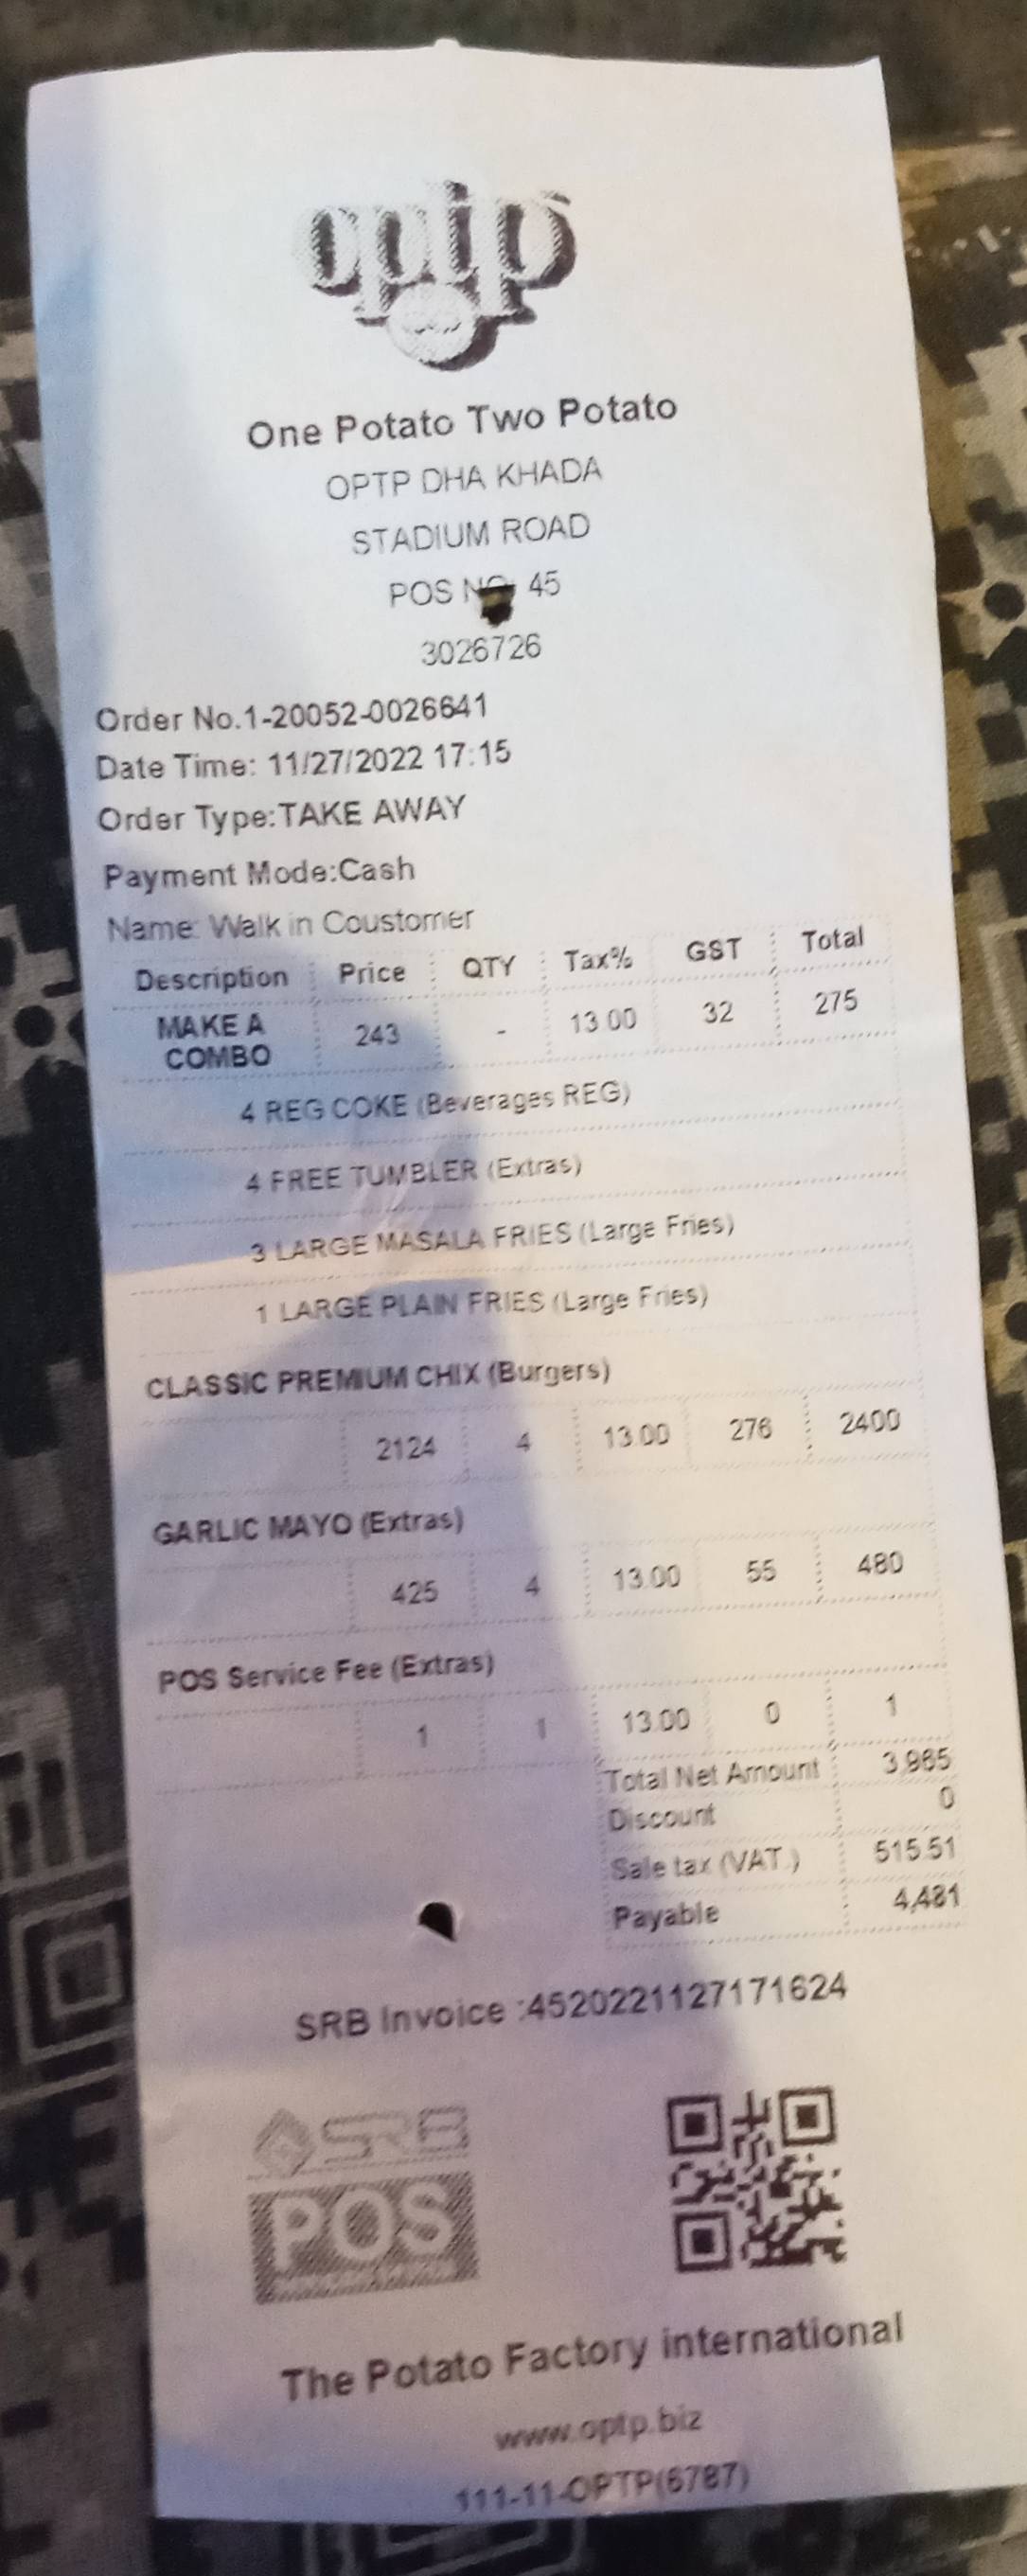 optp
One Potato Two Potato
OPTP DHA KHADA
STADIUM ROAD
POS NO 45
3026726
Order No.1-20052-0026641
Date Time: 11/27/2022 17:15
Order Type:TAKE AWAY
Payment Mode:Cash
Name: Walk in Coustomer
Description Price QTY Tax% GST Total
MAKE A COMBO 243 - 13.00 32 275
4 REG COKE (Beverages REG)
4 FREE TUMBLER (Extras)
3 LARGE MASALA FRIES (Large Fries)
1 LARGE PLAIN FRIES (Large Fries)
CLASSIC PREMIUM CHIX (Burgers)
2124 4 13.00 276 2400
GARLIC MAYO (Extras)
425 4 13.00 55 480
POS Service Fee (Extras)
1 1 13.00 0 1
Total Net Amount 3,965
Discount 0
Sale tax (VAT.) 515.51
Payable 4,481
SRB Invoice :4520221127171624
SRB
POS
The Potato Factory international
www.optp.biz
111-11-OPTP(6787)